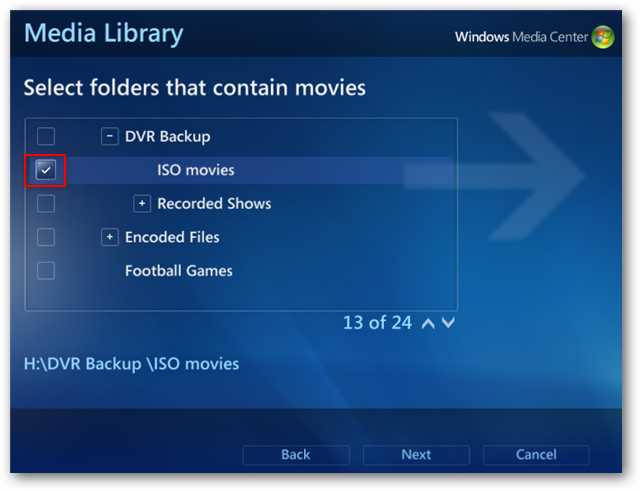 Media Library
Windows Media Center
Select folders that contain movies
DVR Backup
ISO movies
Recorded Shows
Encoded Files
Football Games
13 of 24
H:\DVR Backup \ISO movies
Back Next Cancel